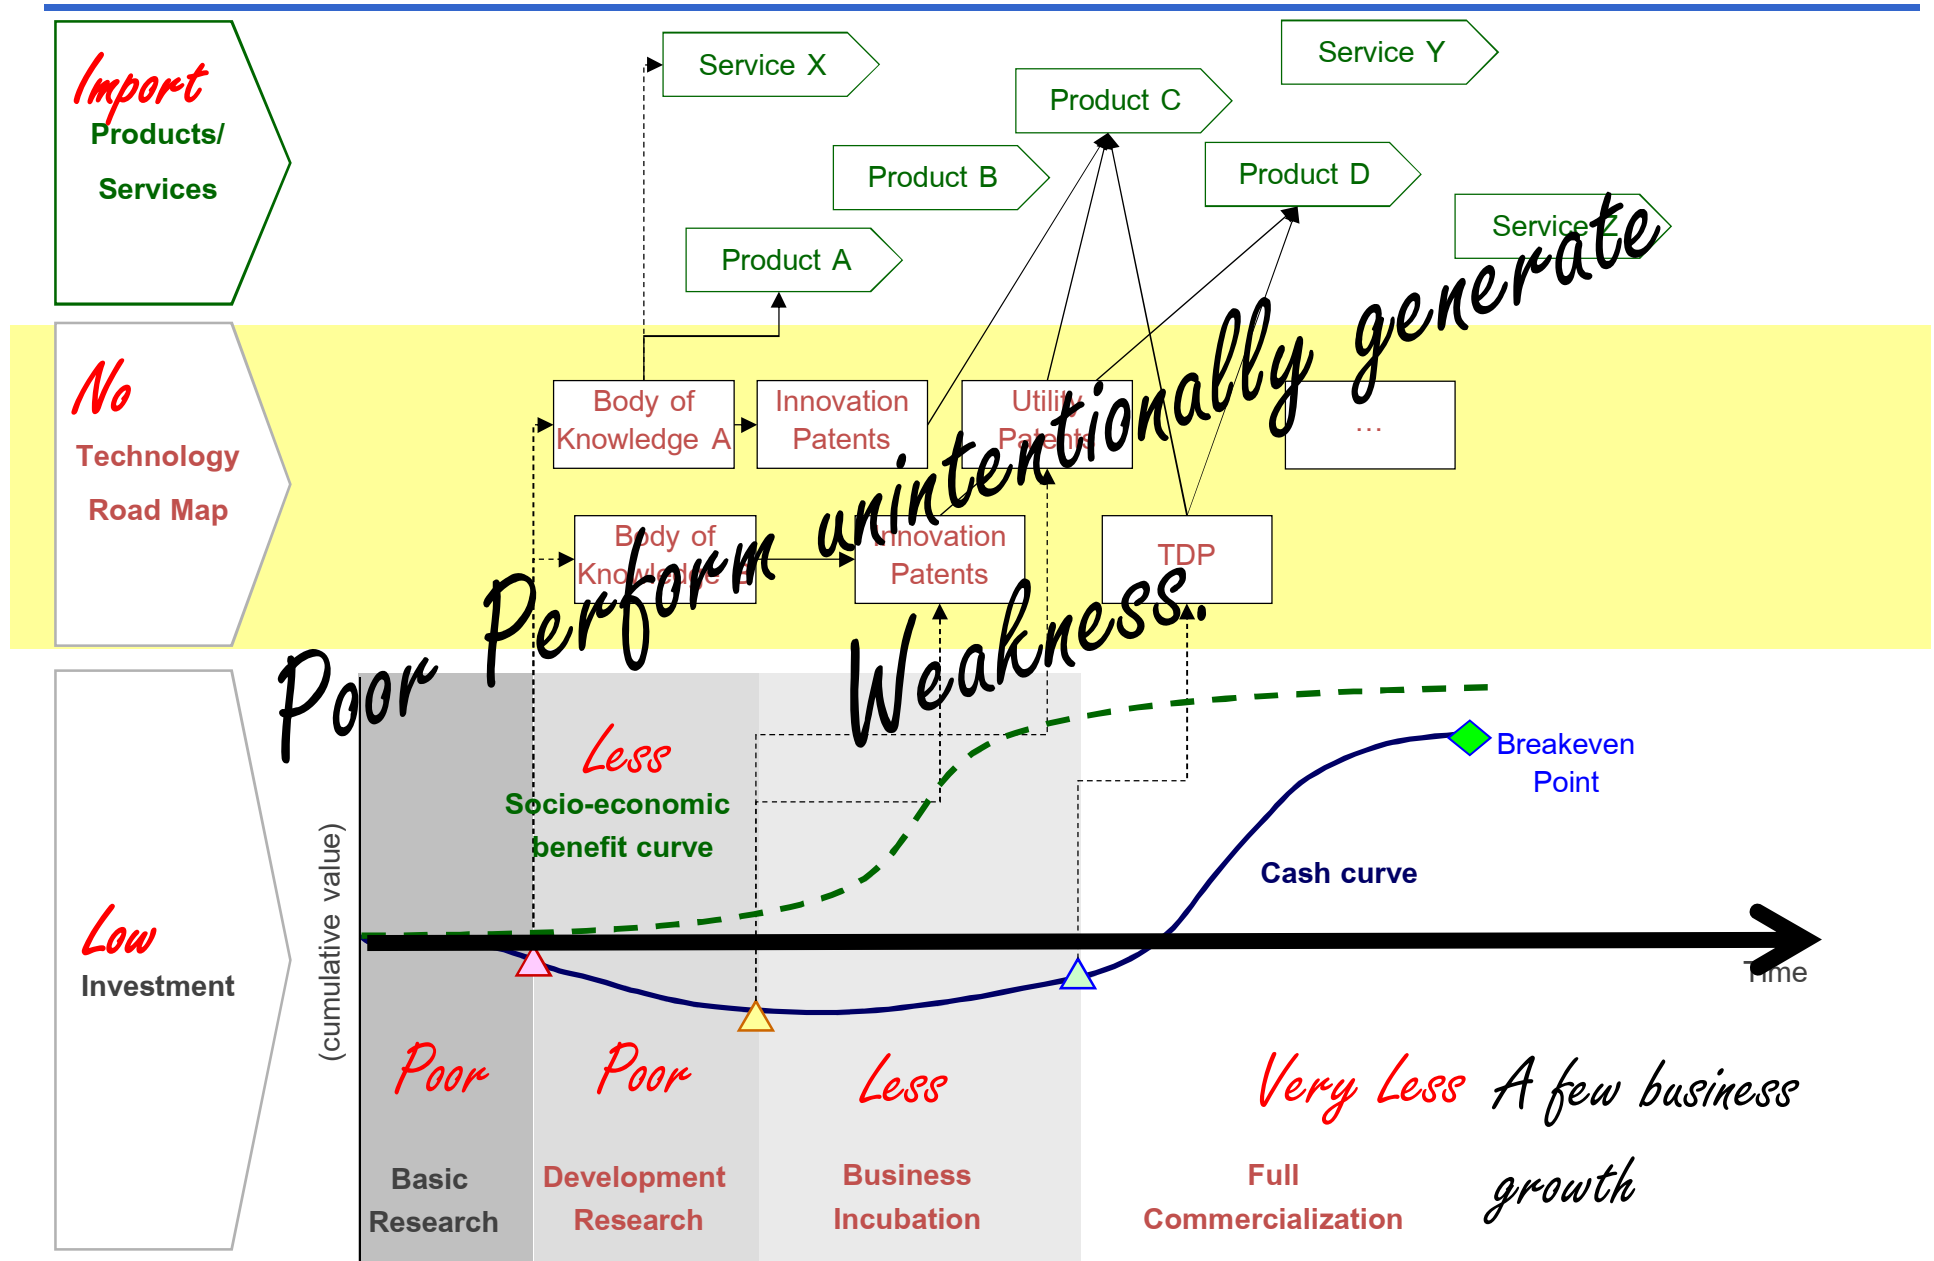 Import
Products/
Services
Service X
Service Y
Product C
Product B
Product D
Service Z
Product A
No
Technology
Road Map
Body of
Knowledge A
Innovation
Patents
Utility
Patents
...
Body of
Knowledge B
Innovation
Patents
TDP
Poor Perform unintentionally generate
Weakness.
Low
Investment
(cumulative value)
Less
Socio-economic
benefit curve
Breakeven
Point
Cash curve
Time
Poor
Poor
Less
Very Less
A few business
growth
Basic
Research
Development
Research
Business
Incubation
Full
Commercialization